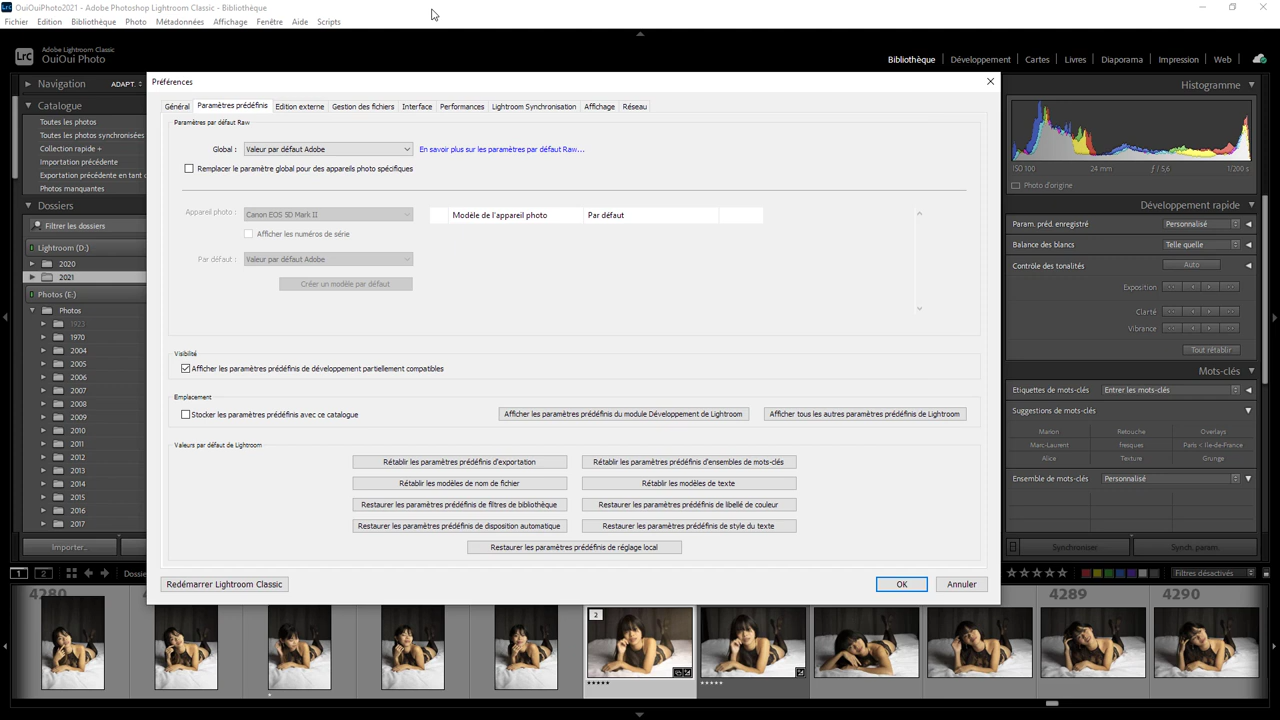 OuiOuiPhoto2021 - Adobe Photoshop Lightroom Classic - Bibliothèque
Fichier Edition Bibliothèque Photo Métadonnées Affichage Fenêtre Aide Scripts
Lrc
Adobe Lightroom Classic
OuiOui Photo
Bibliothèque Développement Cartes Livres Diaporama Impression Web
Navigation ADAPT.
Catalogue
Toutes les photos
Toutes les photos synchronisées
Collection rapide +
Importation précédente
Exportation précédente en tant
Photos manquantes
Dossiers
Filtrer les dossiers
Lightroom (D:)
2020
2021
Photos (E:)
Photos
1923
1970
2004
2005
2006
2007
2008
2009
2010
2011
2012
2013
2014
2015
2016
2017
Importer...
Préférences
Général Paramètres prédéfinis Edition externe Gestion des fichiers Interface Performances Lightroom Synchronisation Affichage Réseau
Paramètres par défaut Raw
Global : Valeur par défaut Adobe En savoir plus sur les paramètres par défaut Raw...
Remplacer le paramètre global pour des appareils photo spécifiques
Appareil photo : Canon EOS 5D Mark II
Modèle de l'appareil photo Par défaut
Afficher les numéros de série
Par défaut : Valeur par défaut Adobe
Créer un modèle par défaut
Visibilité
Afficher les paramètres prédéfinis de développement partiellement compatibles
Emplacement
Stocker les paramètres prédéfinis avec ce catalogue
Afficher les paramètres prédéfinis du module Développement de Lightroom
Afficher tous les autres paramètres prédéfinis de Lightroom
Valeurs par défaut de Lightroom
Rétablir les paramètres prédéfinis d'exportation
Rétablir les paramètres prédéfinis d'ensembles de mots-clés
Rétablir les modèles de nom de fichier
Rétablir les modèles de texte
Restaurer les paramètres prédéfinis de filtres de bibliothèque
Restaurer les paramètres prédéfinis de libellé de couleur
Restaurer les paramètres prédéfinis de disposition automatique
Restaurer les paramètres prédéfinis de style du texte
Restaurer les paramètres prédéfinis de réglage local
Redémarrer Lightroom Classic
OK
Annuler
Histogramme
ISO 100 24 mm ƒ / 5,6 1/200 s
Photo d'origine
Développement rapide
Param. préd. enregistré Personnalisé
Balance des blancs Telle quelle
Contrôle des tonalités Auto
Exposition
Clarté
Vibrance
Tout rétablir
Mots-clés
Etiquettes de mots-clés Entrer les mots-clés
Suggestions de mots-clés
Marion Retouche Overlays
Marc-Laurent fresques Paris < Ile-de-France
Alice Texture Grunge
Ensemble de mots-clés Personnalisé
Synchroniser
Synch. param.
1 2
Dossie
Filtres désactivés
4280
4289
4290
2